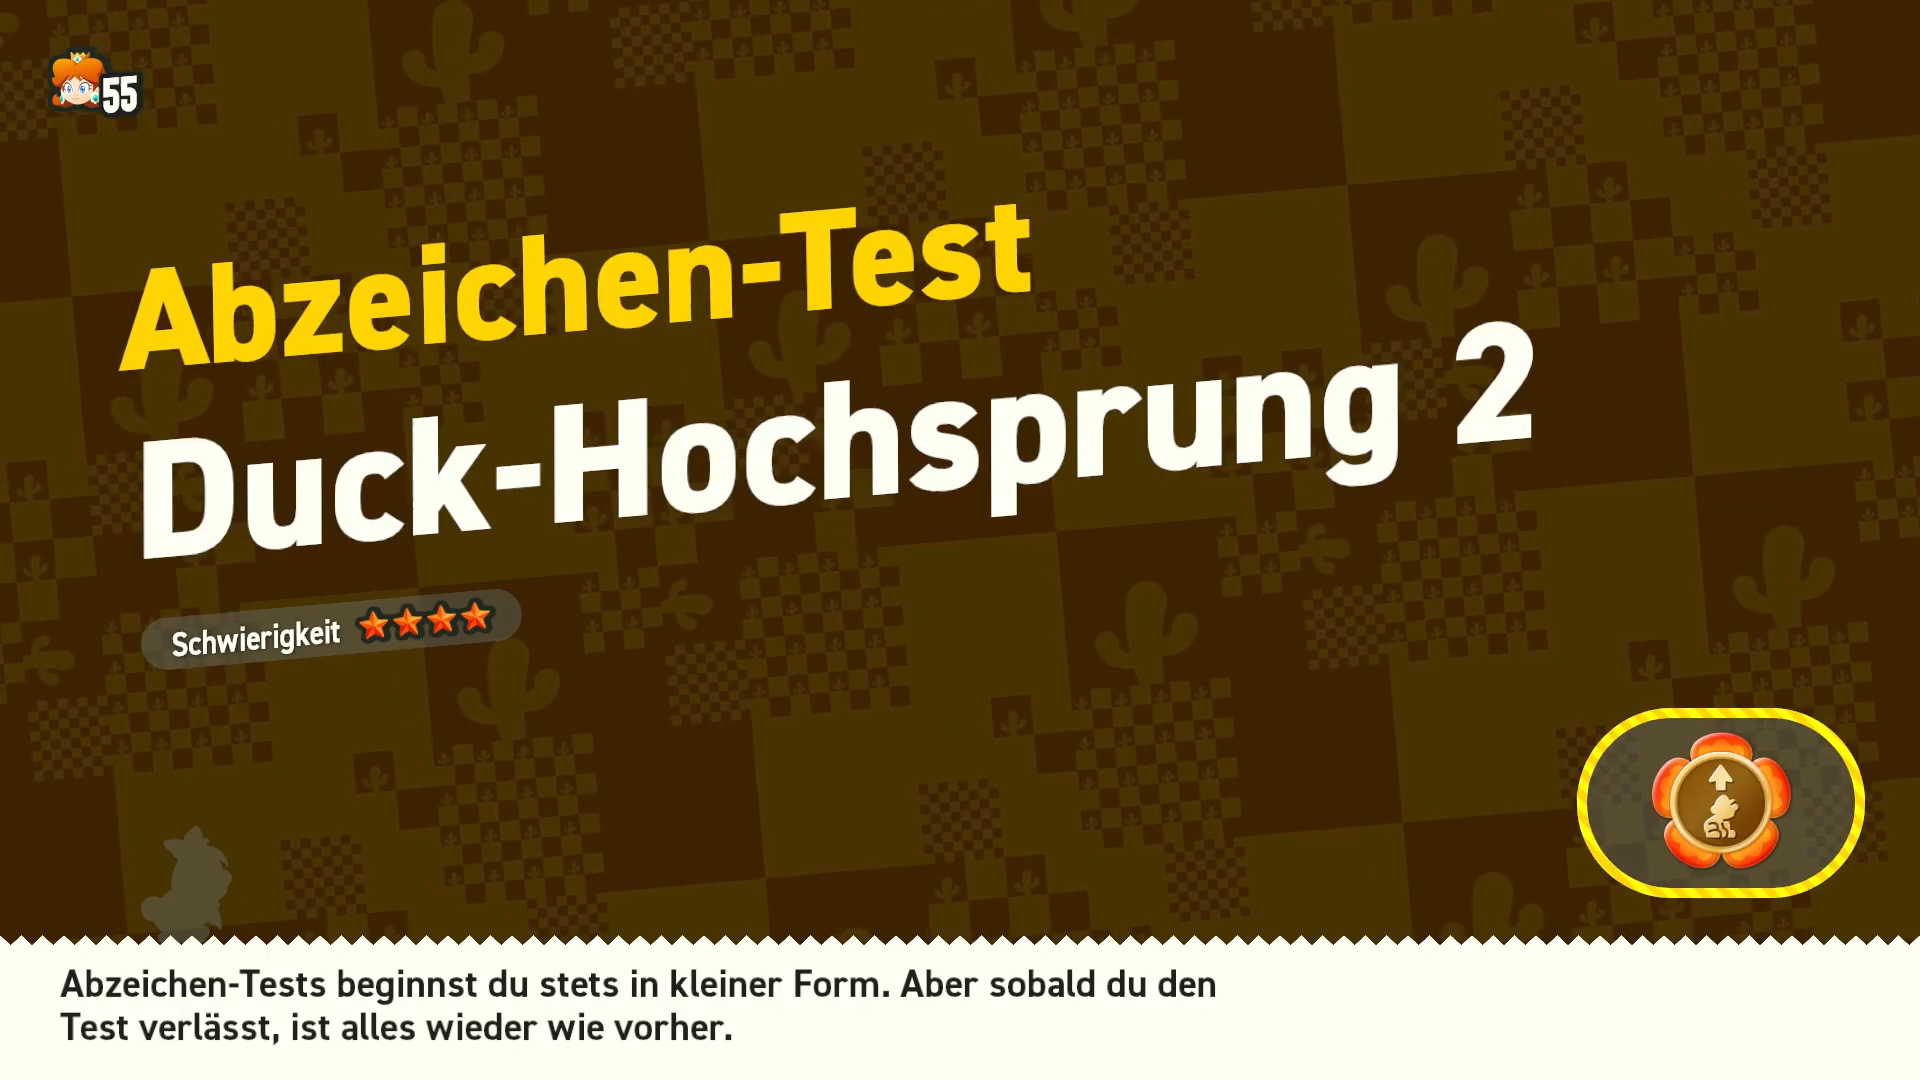 55
Abzeichen-Test
Duck-Hochsprung 2
Schwierigkeit
Abzeichen-Tests beginnst du stets in kleiner Form. Aber sobald du den
Test verlässt, ist alles wieder wie vorher.